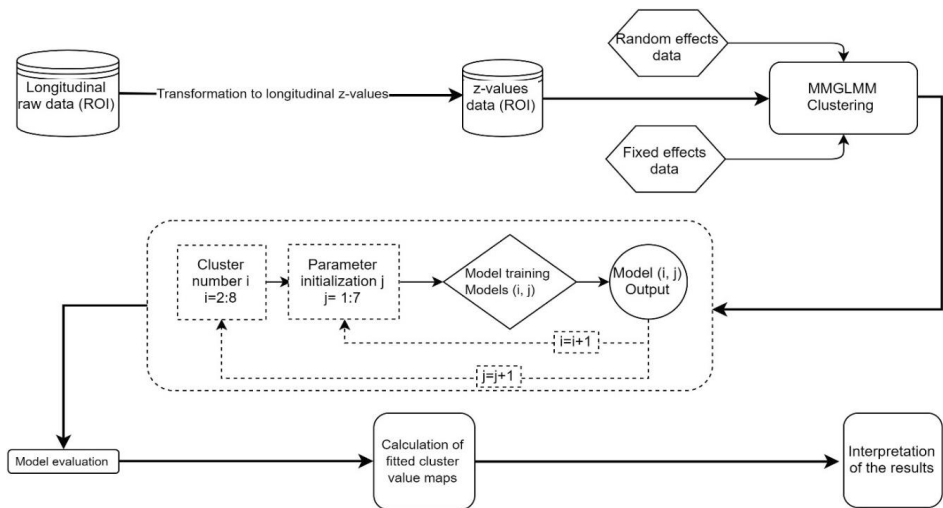 Random effects
data
Longitudinal
raw data (ROI)
Transformation to longitudinal z-values
z-values
data (ROI)
MMGLMM
Clustering
Fixed effects
data
Cluster
number i
i=2:8
Parameter
initialization j
j= 1:7
Model training
Models (i, j)
Model (i, j)
Output
i=i+1
j=j+1
Model evaluation
Calculation of
fitted cluster
value maps
Interpretation
of the results